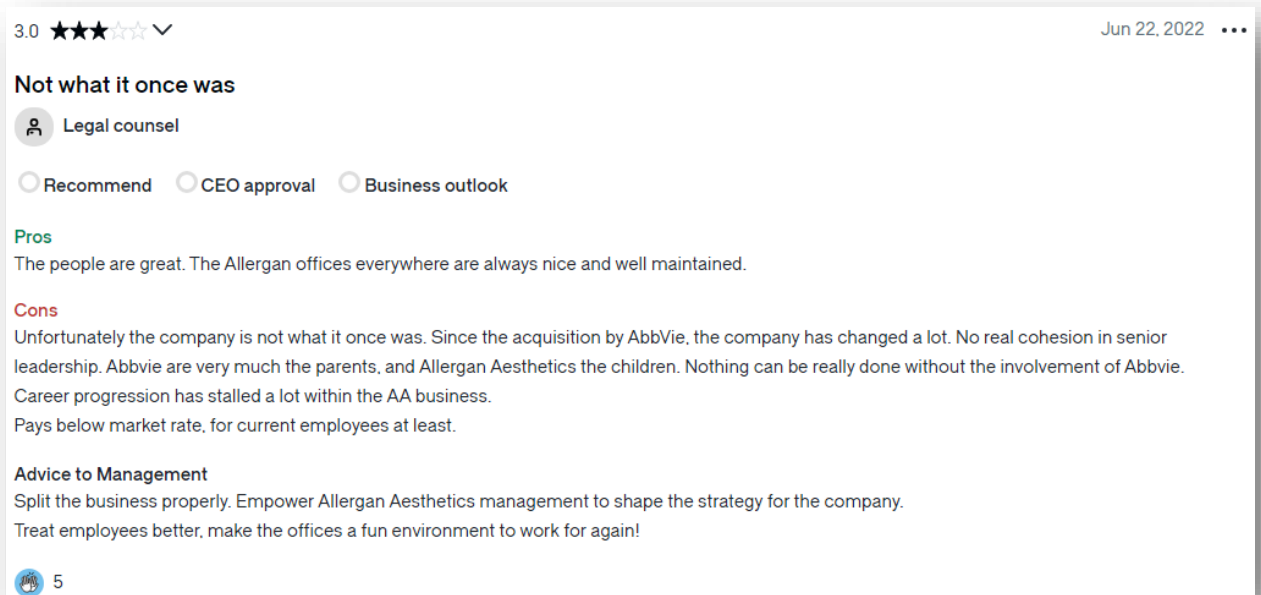 3.0 ★★★☆☆
Jun 22, 2022
Not what it once was
Legal counsel
Recommend CEO approval Business outlook
Pros
The people are great. The Allergan offices everywhere are always nice and well maintained.
Cons
Unfortunately the company is not what it once was. Since the acquisition by AbbVie, the company has changed a lot. No real cohesion in senior
leadership. Abbvie are very much the parents, and Allergan Aesthetics the children. Nothing can be really done without the involvement of Abbvie.
Career progression has stalled a lot within the AA business.
Pays below market rate, for current employees at least.
Advice to Management
Split the business properly. Empower Allergan Aesthetics management to shape the strategy for the company.
Treat employees better, make the offices a fun environment to work for again!
5